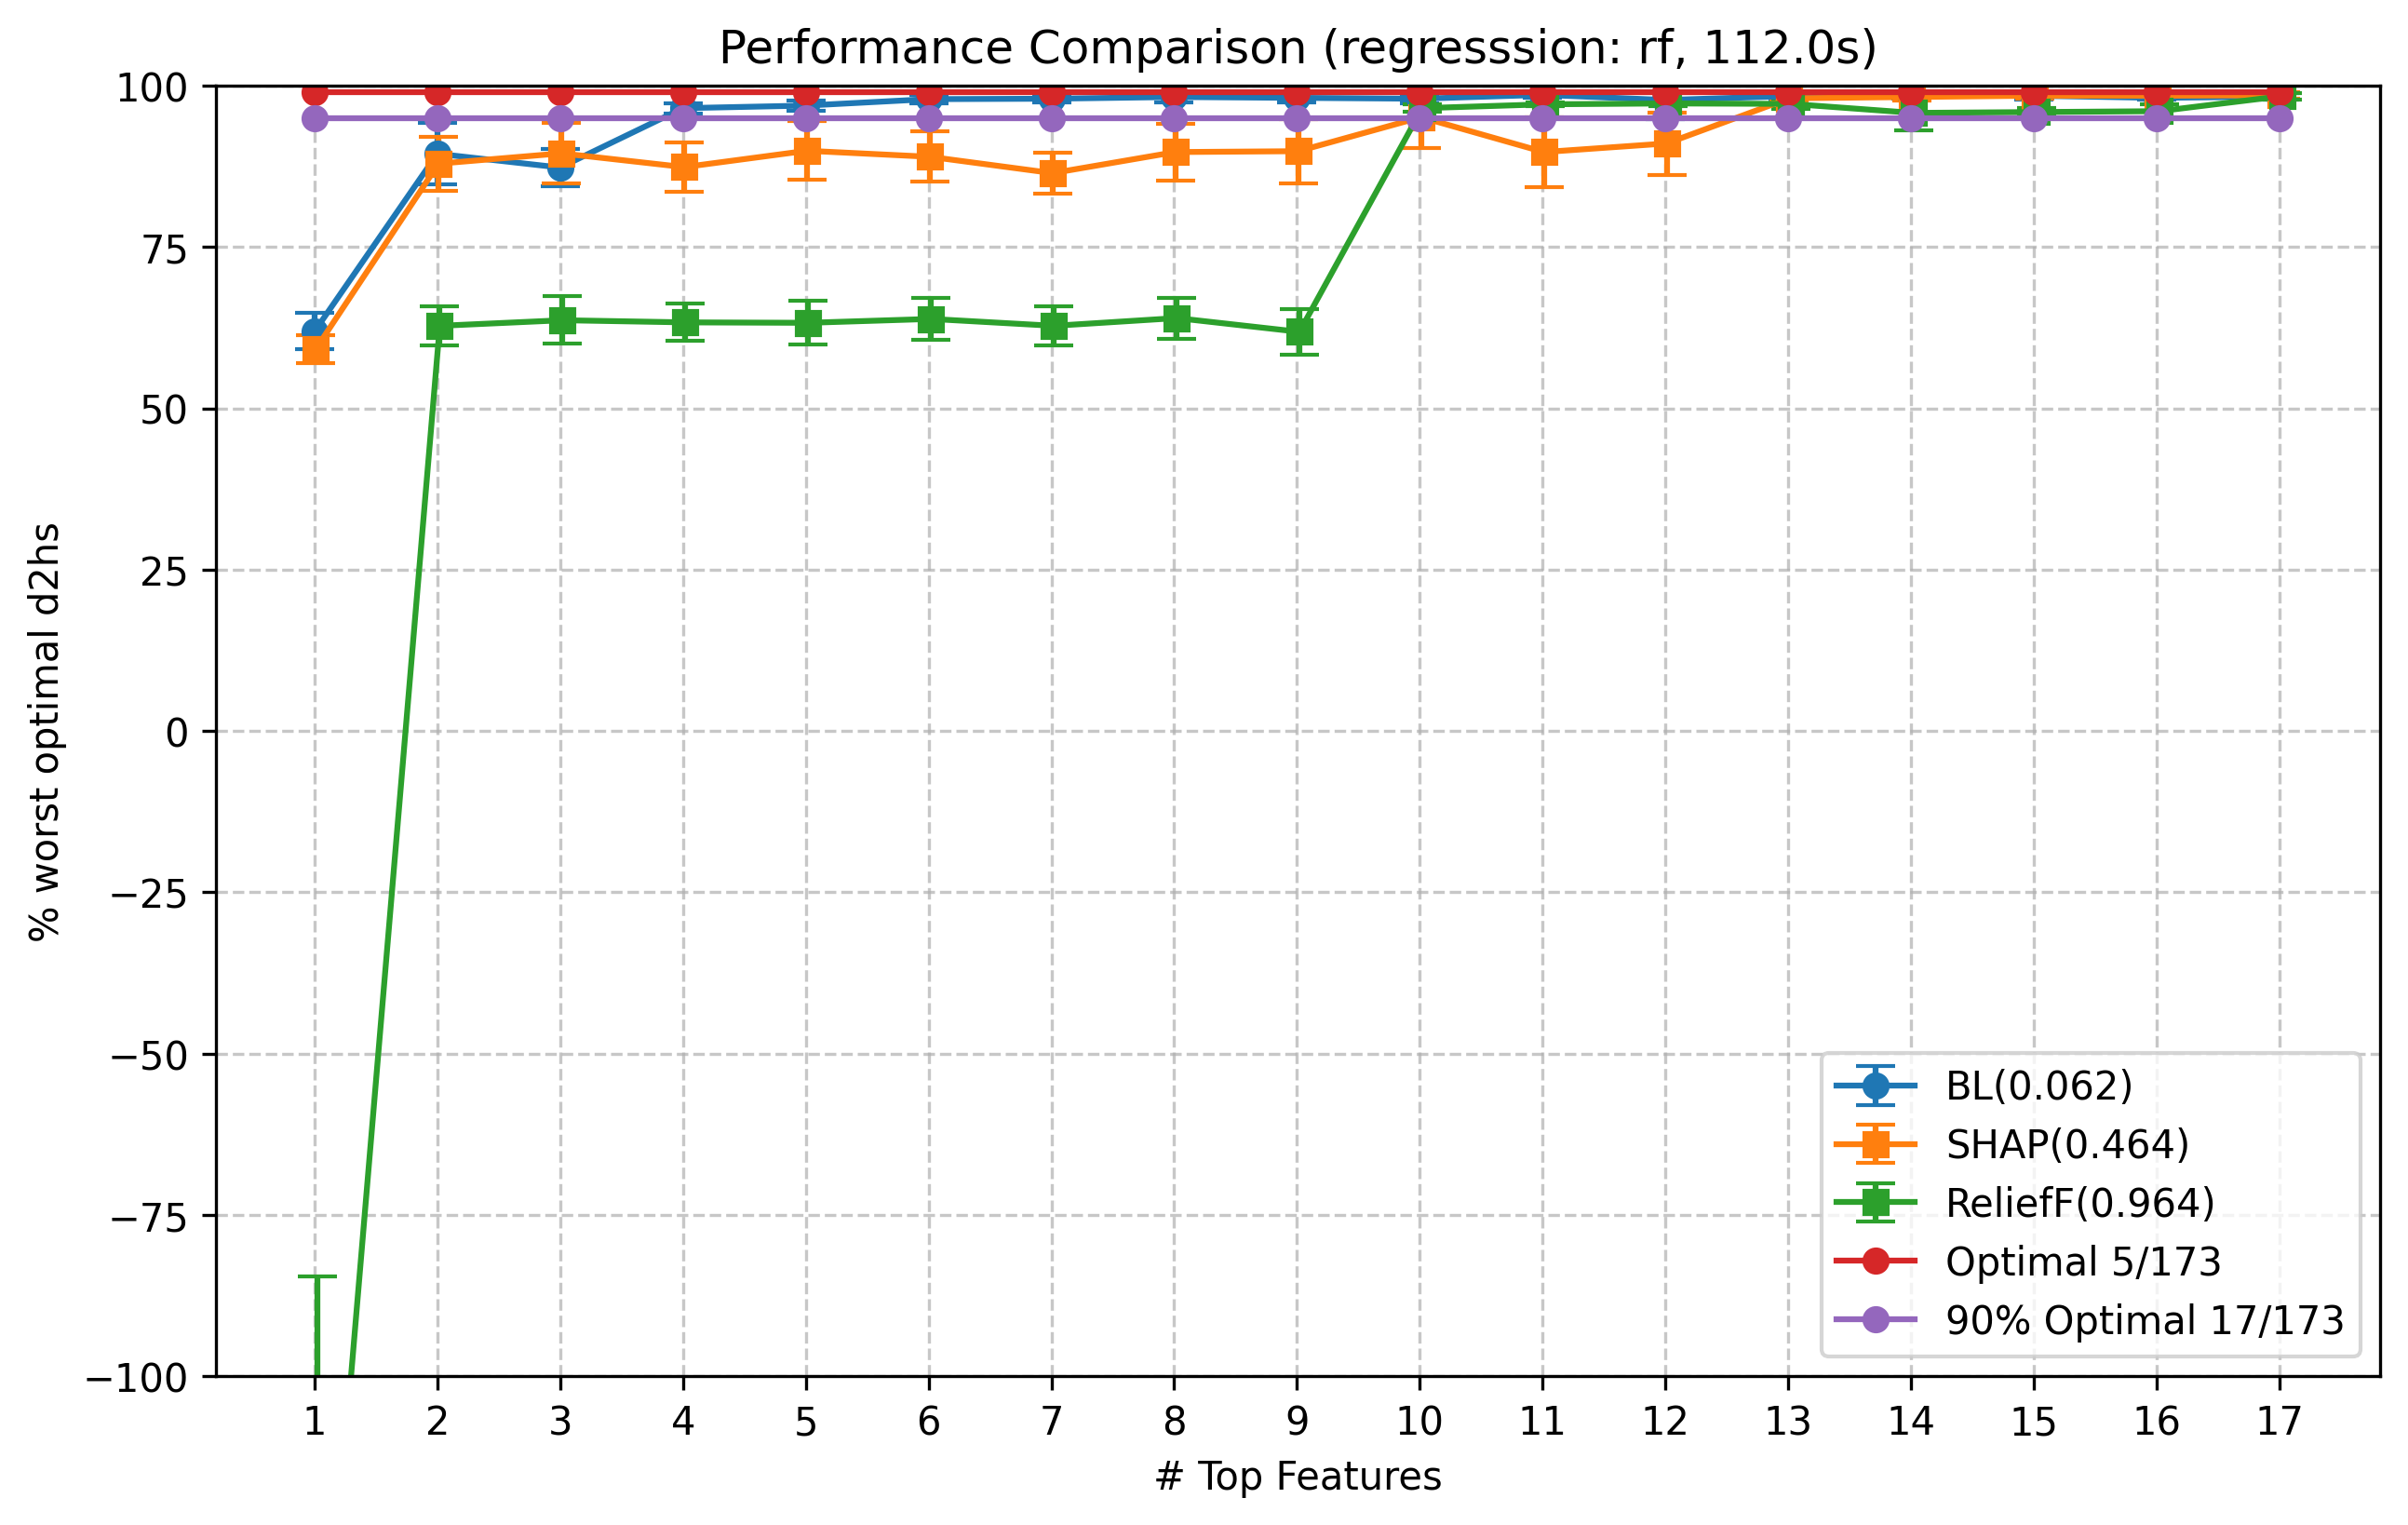 Performance Comparison (regresssion: rf, 112.0s)
% worst optimal d2hs
100
75
50
25
0
−25
−50
−75
−100
1 2 3 4 5 6 7 8 9 10 11 12 13 14 15 16 17
# Top Features
BL(0.062)
SHAP(0.464)
ReliefF(0.964)
Optimal 5/173
90% Optimal 17/173